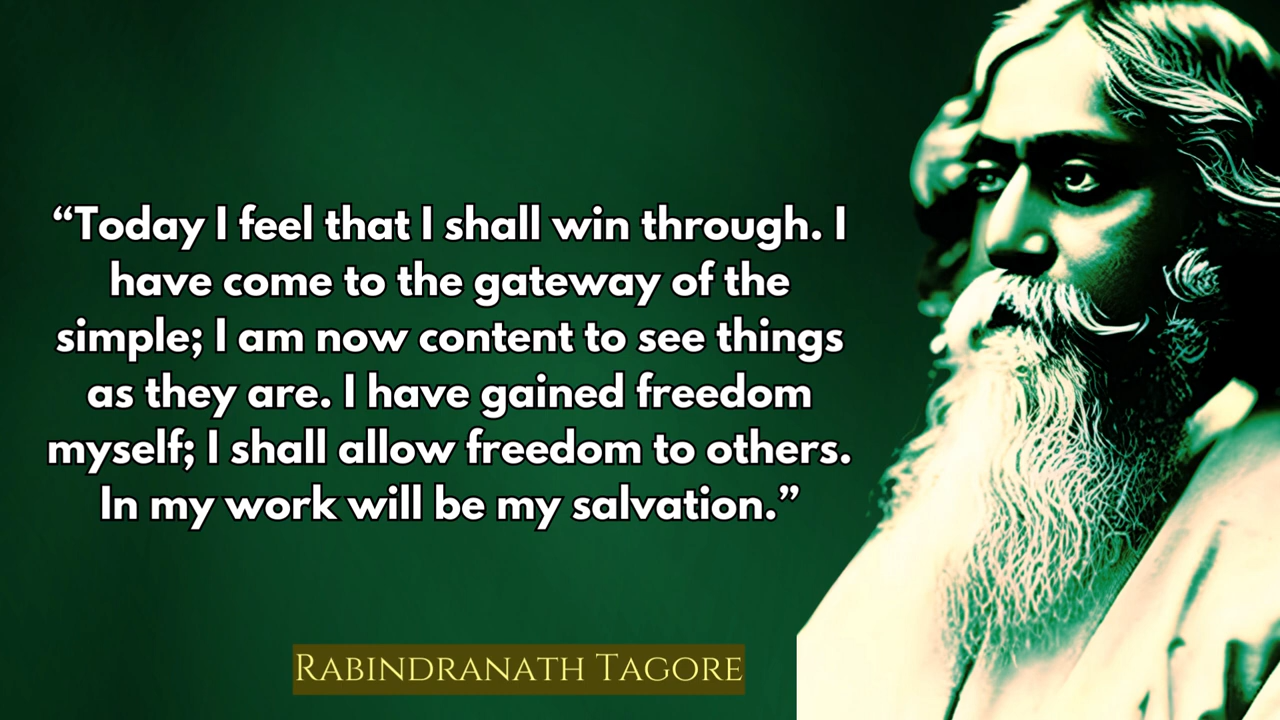 “Today I feel that I shall win through. I
have come to the gateway of the
simple; I am now content to see things
as they are. I have gained freedom
myself; I shall allow freedom to others.
In my work will be my salvation.”
Rabindranath Tagore